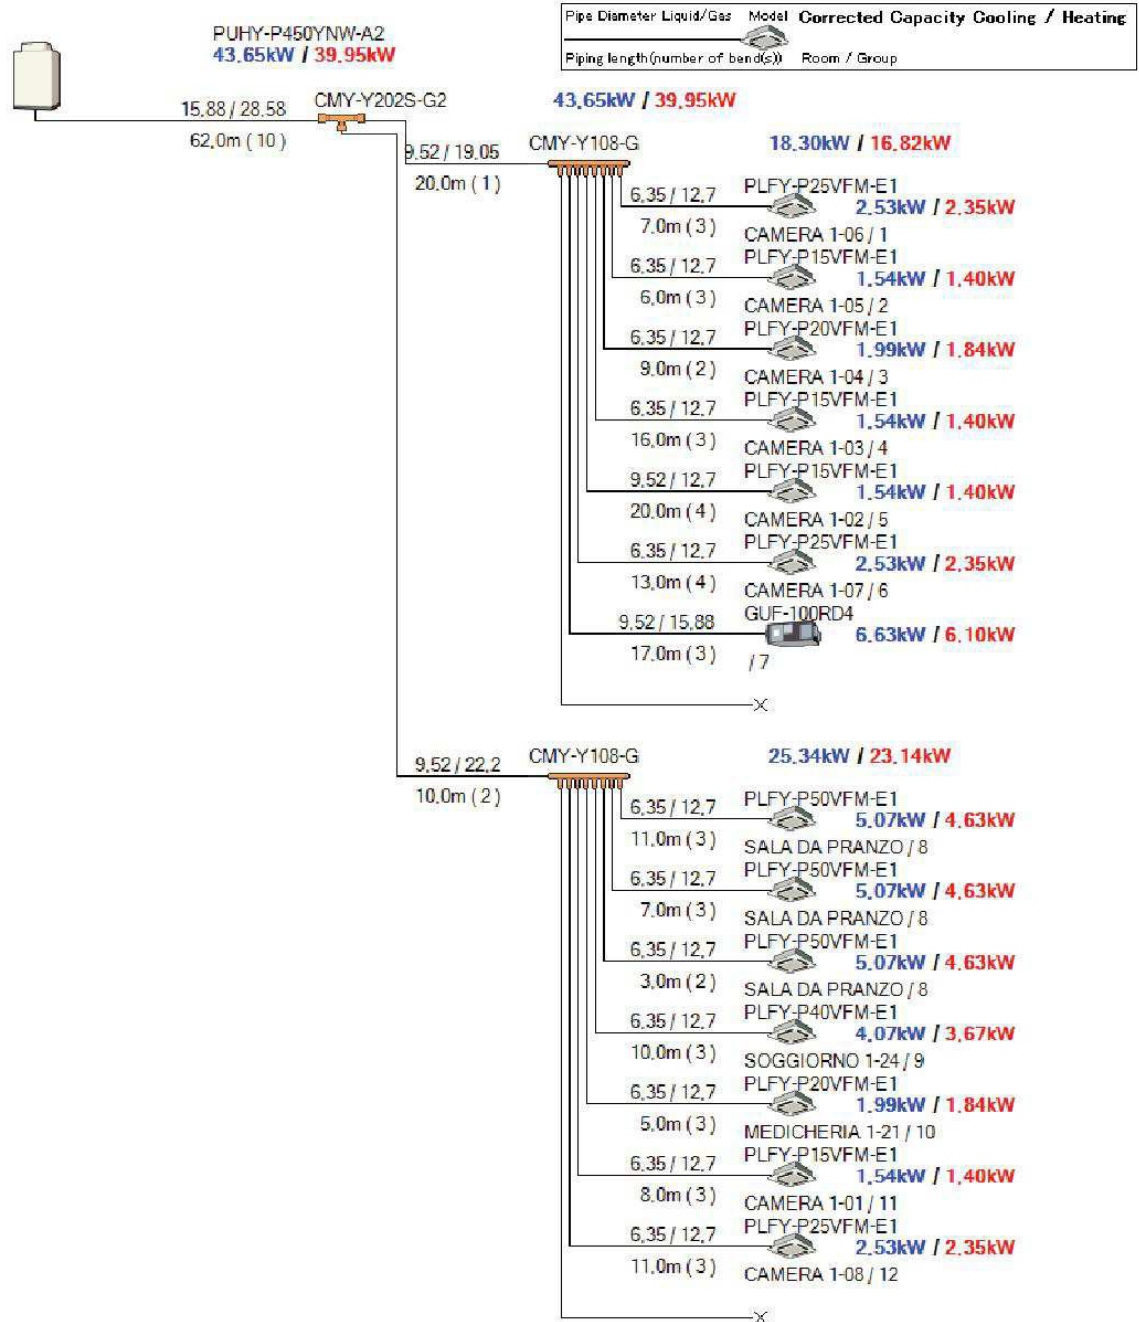 Pipe Diameter Liquid/Gas Model Corrected Capacity Cooling / Heating
Piping length(number of bend(s)) Room / Group
PUHY-P450YNW-A2
43.65kW / 39.95kW
15.88 / 28.58
62.0m ( 10 )
CMY-Y202S-G2
43.65kW / 39.95kW
9.52 / 19.05
20.0m ( 1 )
CMY-Y108-G
18.30kW / 16.82kW
6.35 / 12.7
7.0m ( 3 )
PLFY-P25VFM-E1
2.53kW / 2.35kW
CAMERA 1-06 / 1
6.35 / 12.7
6.0m ( 3 )
PLFY-P15VFM-E1
1.54kW / 1.40kW
CAMERA 1-05 / 2
6.35 / 12.7
9.0m ( 2 )
PLFY-P20VFM-E1
1.99kW / 1.84kW
CAMERA 1-04 / 3
6.35 / 12.7
16.0m ( 3 )
PLFY-P15VFM-E1
1.54kW / 1.40kW
CAMERA 1-03 / 4
9.52 / 12.7
20.0m ( 4 )
PLFY-P15VFM-E1
1.54kW / 1.40kW
CAMERA 1-02 / 5
6.35 / 12.7
13.0m ( 4 )
PLFY-P25VFM-E1
2.53kW / 2.35kW
CAMERA 1-07 / 6
9.52 / 15.88
17.0m ( 3 )
GUF-100RD4
6.63kW / 6.10kW
/ 7
9.52 / 22.2
10.0m ( 2 )
CMY-Y108-G
25.34kW / 23.14kW
6.35 / 12.7
11.0m ( 3 )
PLFY-P50VFM-E1
5.07kW / 4.63kW
SALA DA PRANZO / 8
6.35 / 12.7
7.0m ( 3 )
PLFY-P50VFM-E1
5.07kW / 4.63kW
SALA DA PRANZO / 8
6.35 / 12.7
3.0m ( 2 )
PLFY-P50VFM-E1
5.07kW / 4.63kW
SALA DA PRANZO / 8
6.35 / 12.7
10.0m ( 3 )
PLFY-P40VFM-E1
4.07kW / 3.67kW
SOGGIORNO 1-24 / 9
6.35 / 12.7
5.0m ( 3 )
PLFY-P20VFM-E1
1.99kW / 1.84kW
MEDICHERIA 1-21 / 10
6.35 / 12.7
8.0m ( 3 )
PLFY-P15VFM-E1
1.54kW / 1.40kW
CAMERA 1-01 / 11
6.35 / 12.7
11.0m ( 3 )
PLFY-P25VFM-E1
2.53kW / 2.35kW
CAMERA 1-08 / 12